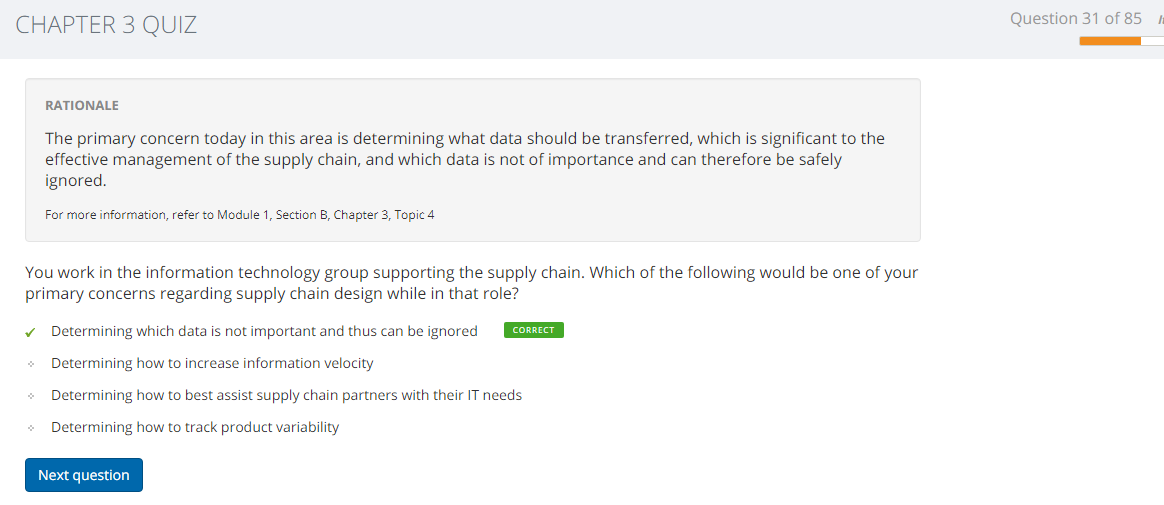 CHAPTER 3 QUIZ
Question 31 of 85
RATIONALE
The primary concern today in this area is determining what data should be transferred, which is significant to the
effective management of the supply chain, and which data is not of importance and can therefore be safely
ignored.
For more information, refer to Module 1, Section B, Chapter 3, Topic 4
You work in the information technology group supporting the supply chain. Which of the following would be one of your
primary concerns regarding supply chain design while in that role?
Determining which data is not important and thus can be ignored CORRECT
Determining how to increase information velocity
Determining how to best assist supply chain partners with their IT needs
Determining how to track product variability
Next question